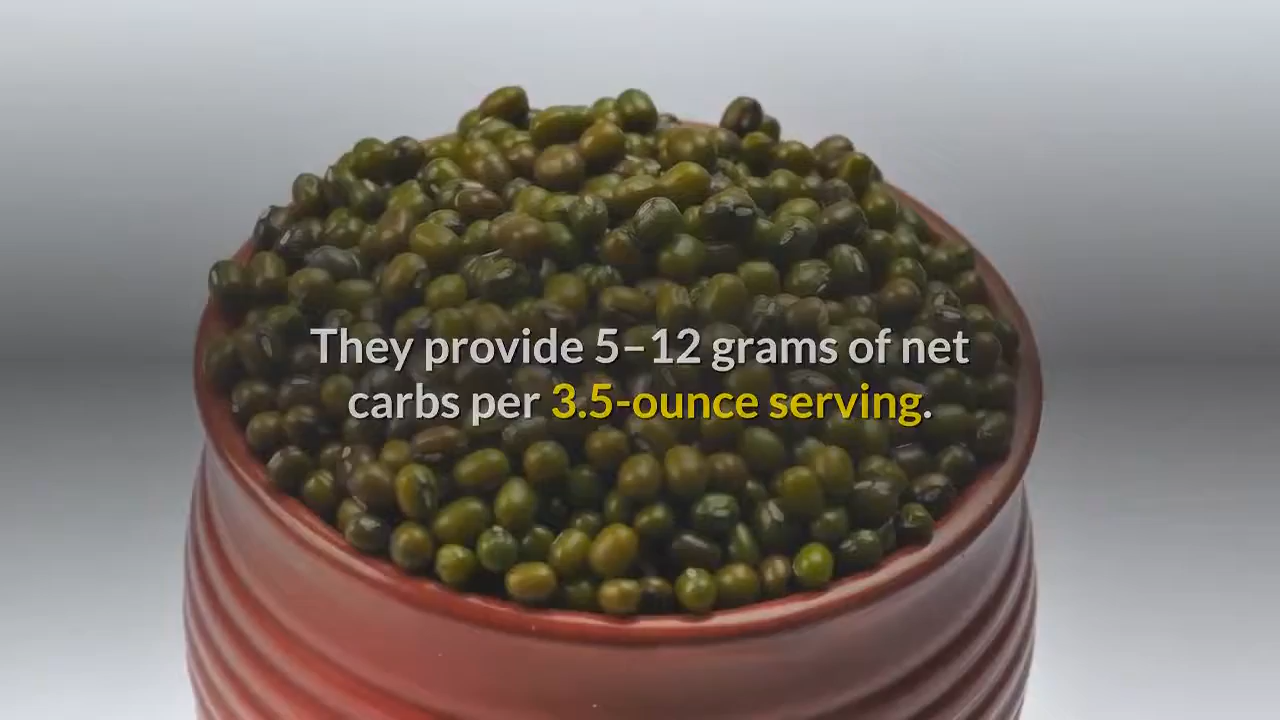 They provide 5–12 grams of net
carbs per 3.5-ounce serving.